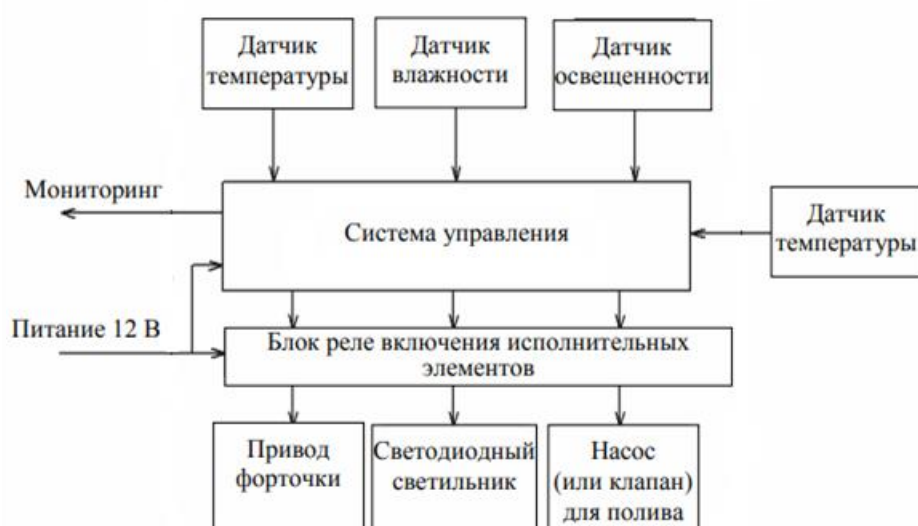 Датчик
температуры
Датчик
влажности
Датчик
освещенности
Мониторинг
Система управления
Датчик
температуры
Питание 12 В
Блок реле включения исполнительных
элементов
Привод
форточки
Светодиодный
светильник
Насос
(или клапан)
для полива